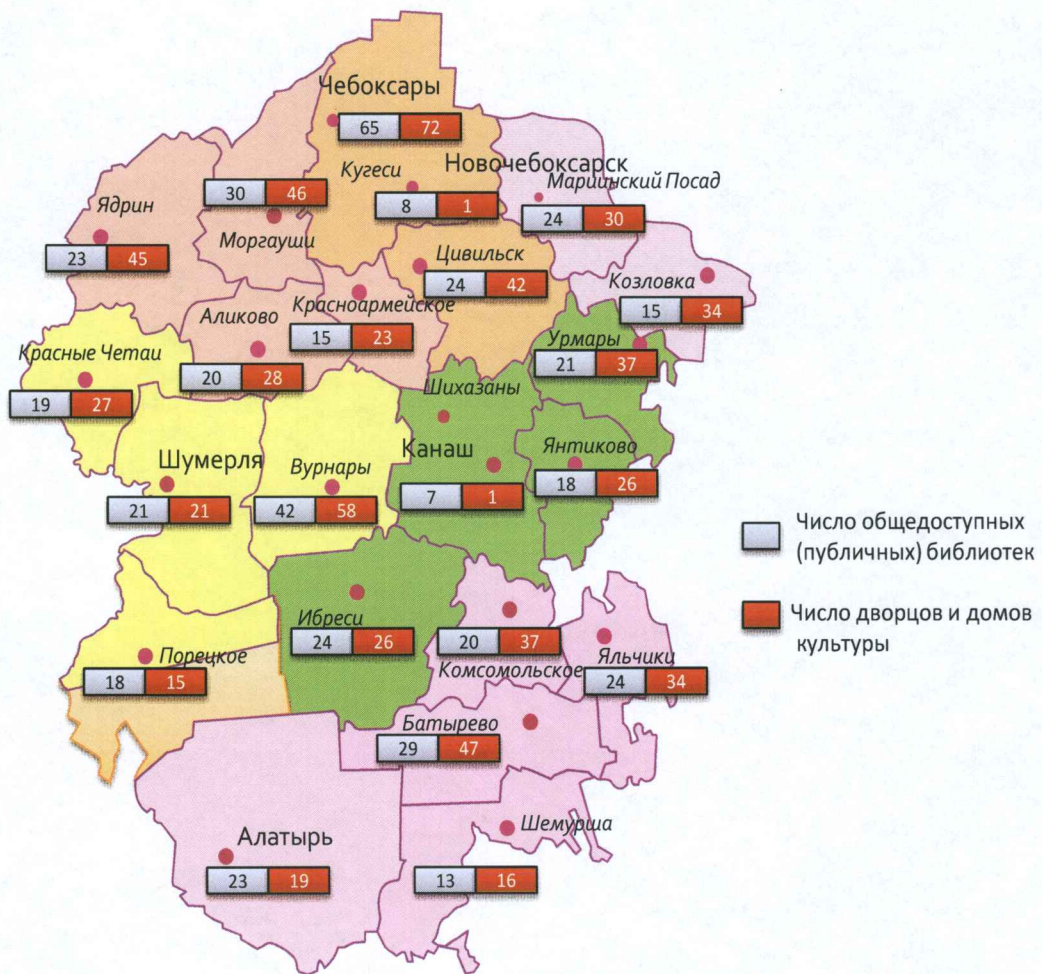 Чебоксары
65 72
Новочебоксарск
Кугеси
8 1
Мариинский Посад
24 30
30 46
Моргауши
Ядрин
23 45
Цивильск
24 42
Козловка
15 34
Красноармейское
15 23
Аликово
20 28
Урмары
21 37
Красные Четаи
19 27
Шихазаны
Канаш
7 1
Янтиково
18 26
Шумерля
21 21
Вурнары
42 58
Число общедоступных
(публичных) библиотек
Число дворцов и домов
культуры
Ибреси
24 26
20 37
Комсомольское
Яльчики
24 34
Порецкое
18 15
Батырево
29 47
Шемурша
13 16
Алатырь
23 19